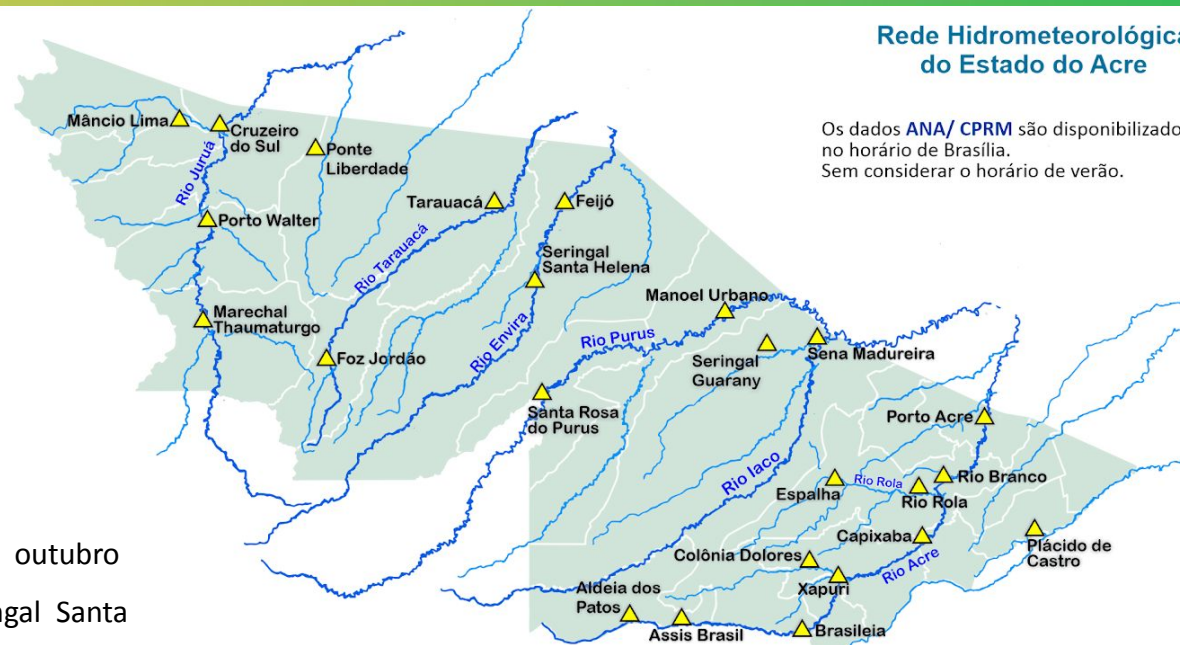 Rede Hidrometeorológica
do Estado do Acre
Os dados ANA/ CPRM são disponibilizado
no horário de Brasília.
Sem considerar o horário de verão.
Mâncio Lima
Cruzeiro
do Sul
Ponte
Liberdade
Rio Juruá
Porto Walter
Tarauacá
Feijó
Rio Tarauacá
Seringal
Santa Helena
Marechal
Thaumaturgo
Foz Jordão
Rio Envira
Manoel Urbano
Rio Purus
Seringal
Guarany
Sena Madureira
Santa Rosa
do Purus
Porto Acre
Rio Iaco
Espalha
Rio Rola
Rio Rola
Rio Branco
Capixaba
Plácido de
Castro
Colônia Dolores
Rio Acre
Xapuri
Aldeia dos
Patos
Assis Brasil
Brasileia
outubro
ngal Santa